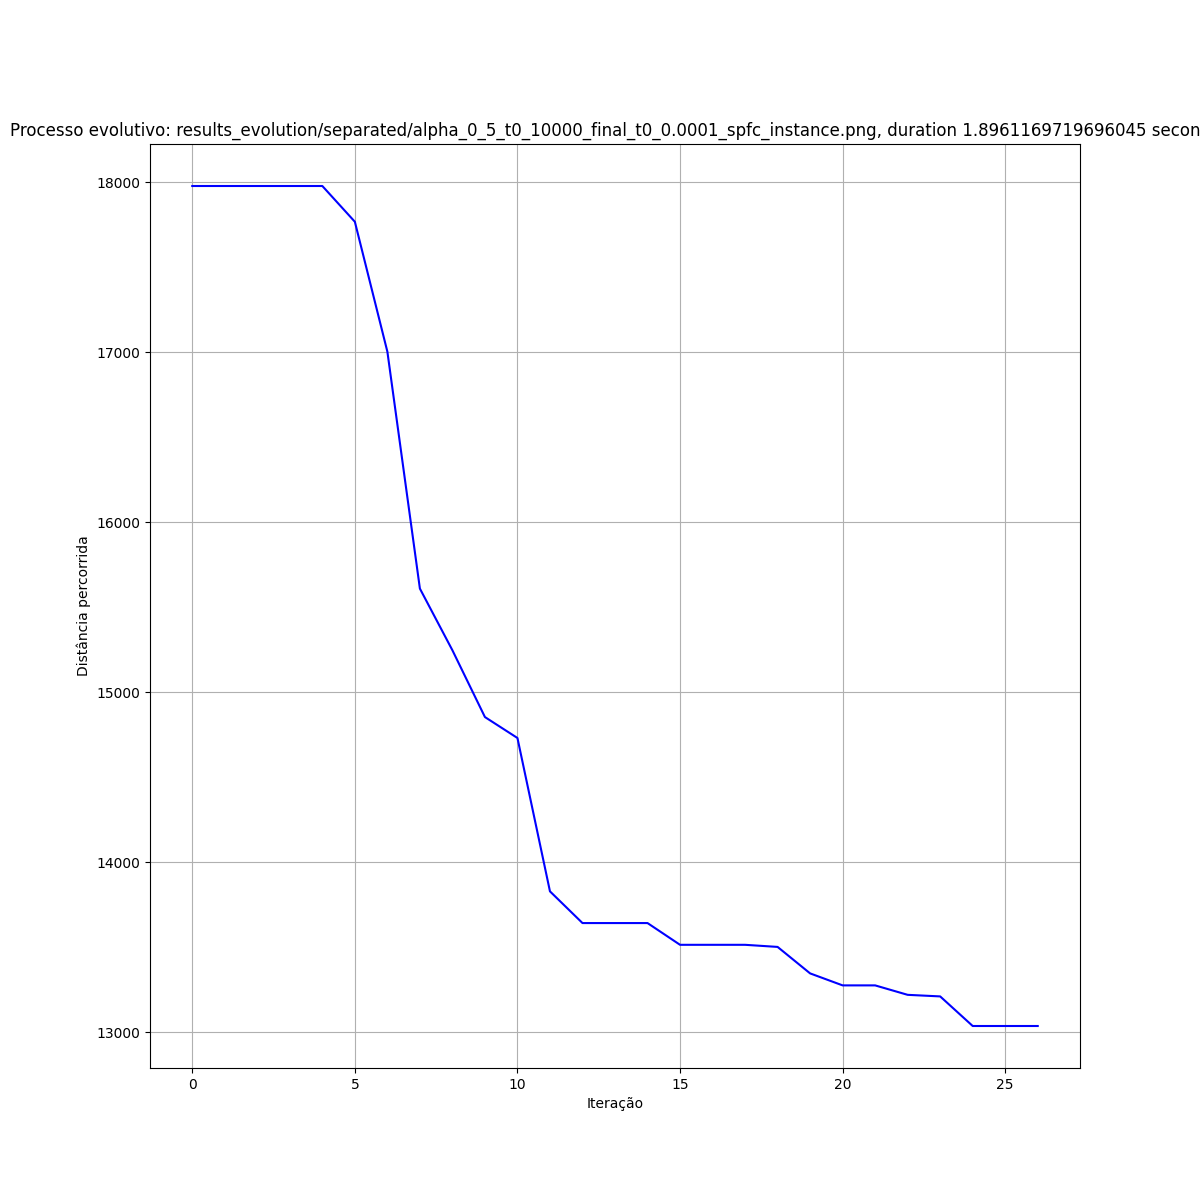 Processo evolutivo: results_evolution/separated/alpha_0_5_t0_10000_final_t0_0.0001_spfc_instance.png, duration 1.8961169719696045 secon
18000
17000
16000
15000
14000
13000
Distância percorrida
0 5 10 15 20 25
Iteração